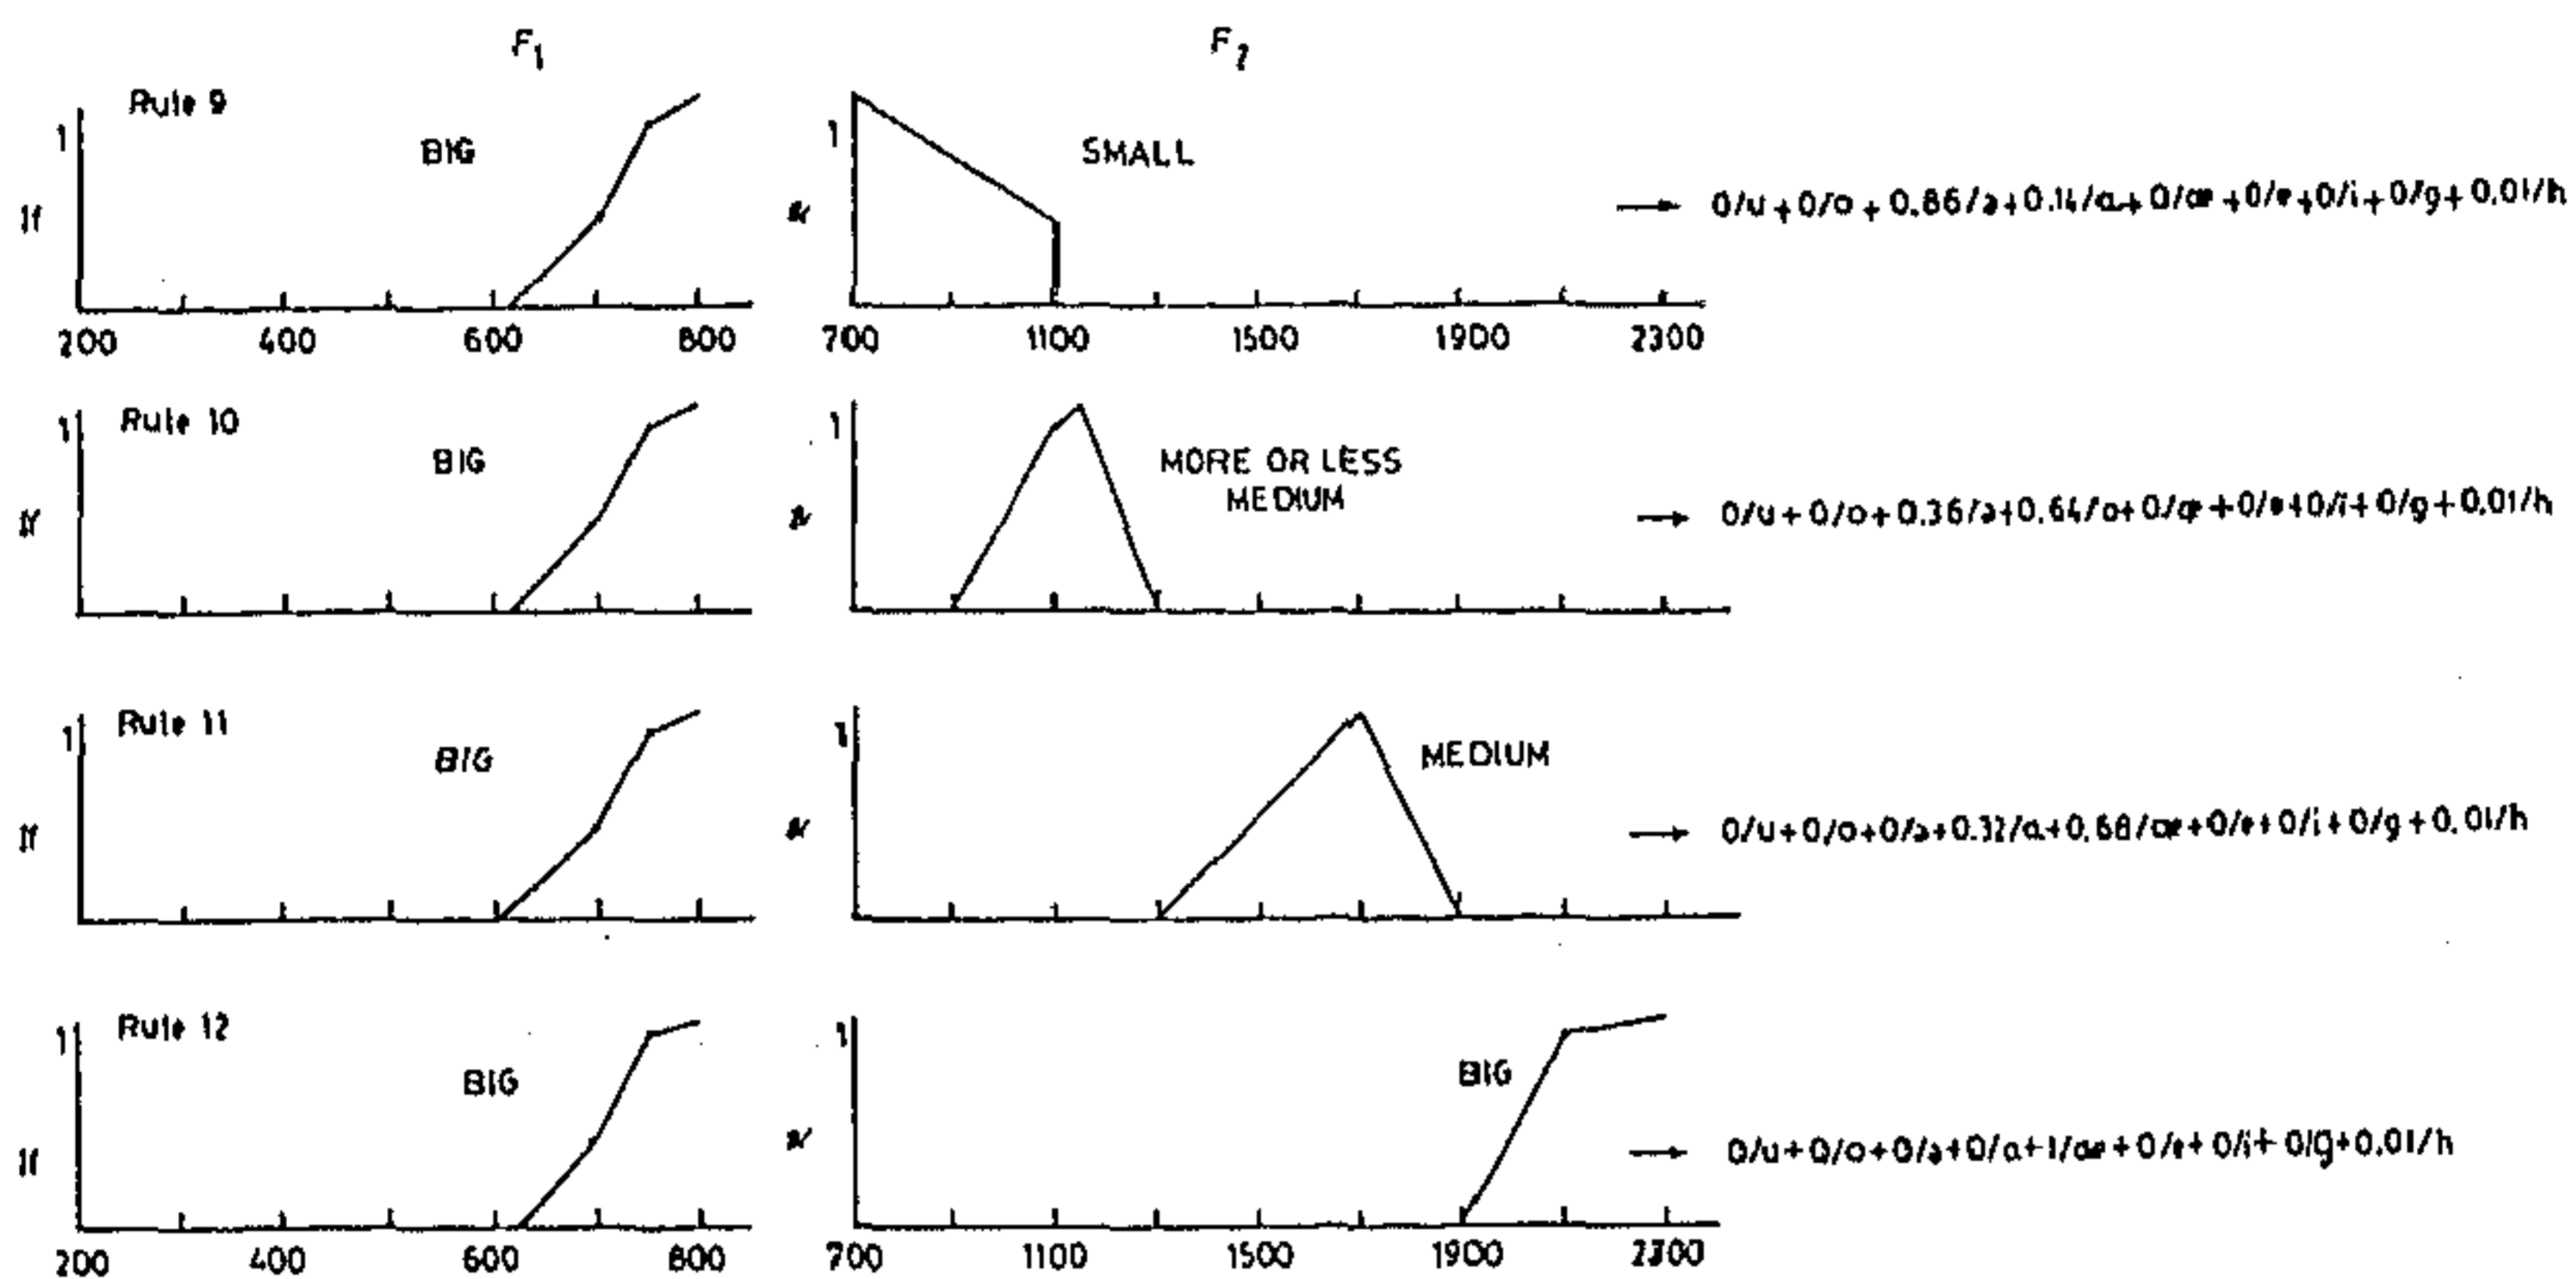 F1 F2
Rule 9
1 BIG 1 SMALL
If & → 0/u+0/o+0.86/ə+0.14/a+0/æ+0/e+0/i+0/g+0.01/h
200 400 600 800 700 1100 1500 1900 2300
Rule 10
1 BIG 1 MORE OR LESS
MEDIUM
If & → 0/u+0/o+0.36/ə+0.64/a+0/æ+0/e+0/i+0/g+0.01/h
Rule 11
1 BIG 1 MEDIUM
If & → 0/u+0/o+0/ə+0.32/a+0.68/æ+0/e+0/i+0/g+0.01/h
Rule 12
1 BIG 1 BIG
If & → 0/u+0/o+0/ə+0/a+1/æ+0/e+0/i+0/g+0.01/h
200 400 600 800 700 1100 1500 1900 2300